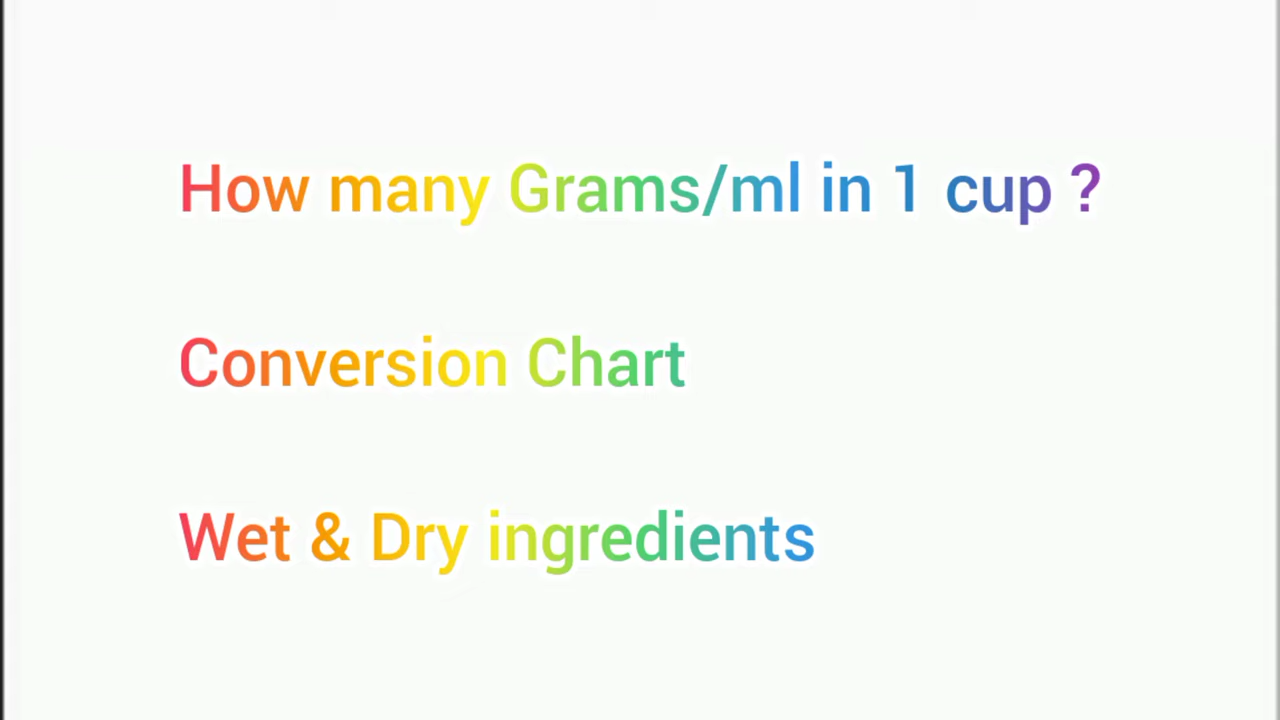 How many Grams/ml in 1 cup ?
Conversion Chart
Wet & Dry ingredients